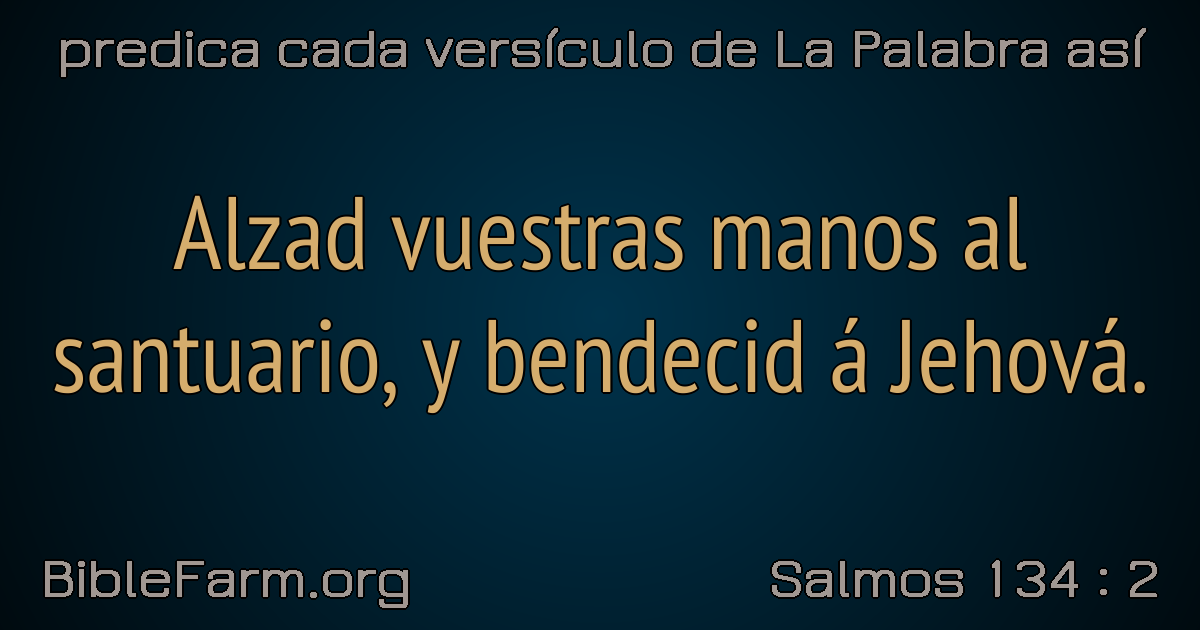 predica cada versículo de La Palabra así
Alzad vuestras manos al
santuario, y bendecid á Jehová.
BibleFarm.org
Salmos 134 : 2